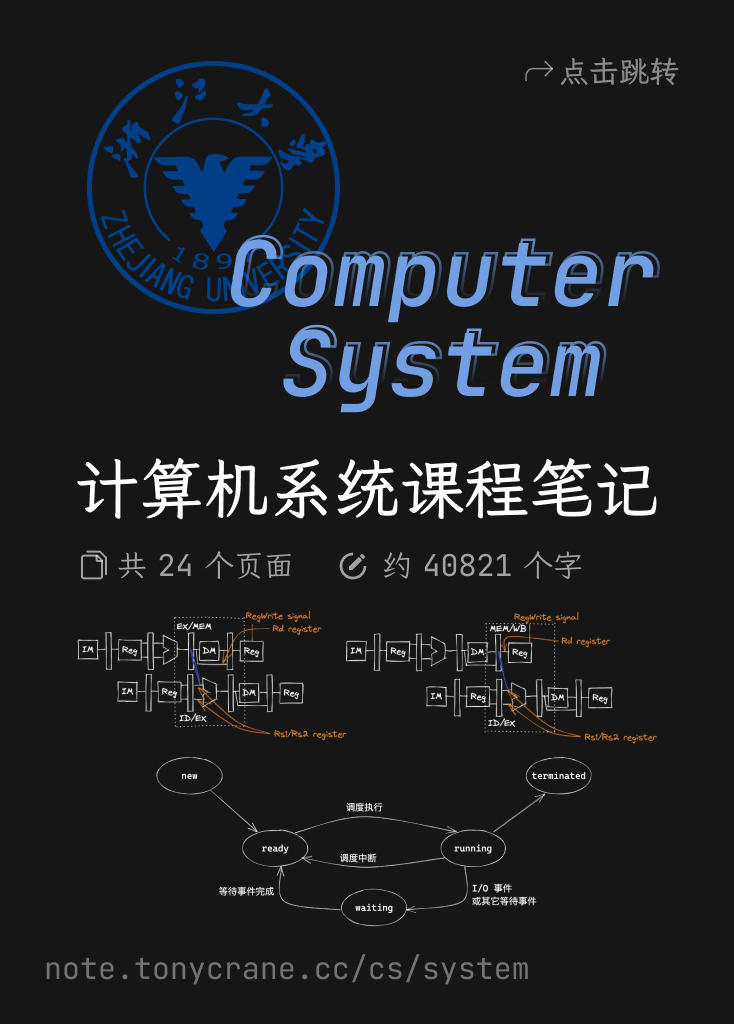 点击跳转
浙江大学
ZHEJIANG UNIVERSITY
189
Computer
System
计算机系统课程笔记
共 24 个页面 约 40821 个字
RegWrite signal
EX/MEM
Rd register
IM Reg DM Reg
IM Reg DM Reg
ID/EX
Rs1/Rs2 register
RegWrite signal
MEM/WB
Rd register
IM Reg DM Reg
IM Reg DM Reg
ID/EX
Rs1/Rs2 register
new
terminated
调度执行
ready
running
调度中断
等待事件完成
I/O 事件
或其它等待事件
waiting
note.tonycrane.cc/cs/system